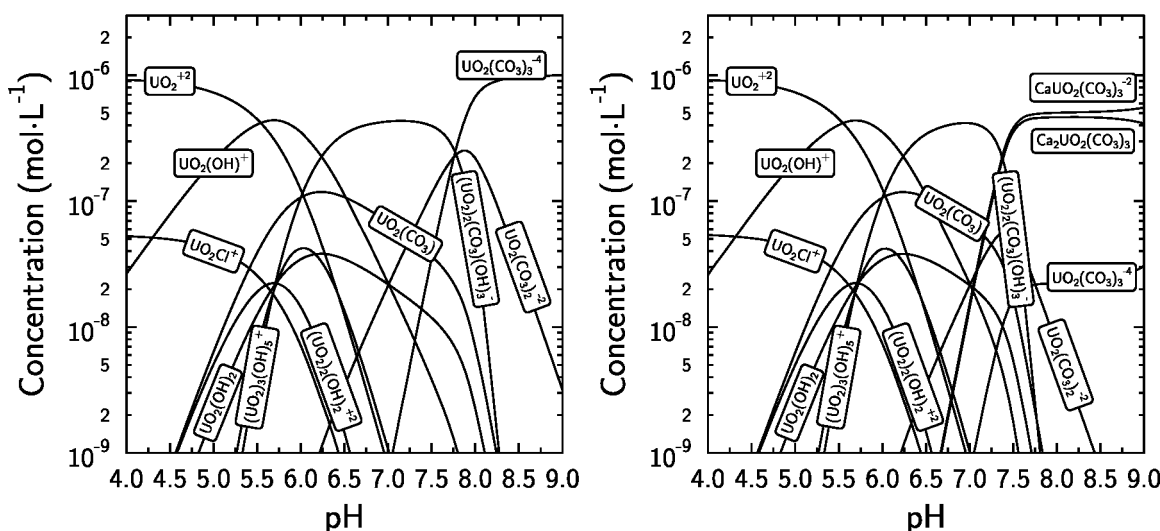 Concentration (mol·L⁻¹)
2
10⁻⁶
5
2
10⁻⁷
5
2
10⁻⁸
5
2
10⁻⁹
UO₂⁺²
UO₂(CO₃)₃⁻⁴
UO₂(OH)⁺
UO₂Cl⁺
UO₂(CO₃)
(UO₂)₂(CO₃)(OH)₃⁻
UO₂(CO₃)₂⁻²
UO₂(OH)₂
(UO₂)₃(OH)₅⁺
(UO₂)₂(OH)₂⁺²
4.0 4.5 5.0 5.5 6.0 6.5 7.0 7.5 8.0 8.5 9.0
pH
Concentration (mol·L⁻¹)
2
10⁻⁶
5
2
10⁻⁷
5
2
10⁻⁸
5
2
10⁻⁹
UO₂⁺²
CaUO₂(CO₃)₃⁻²
Ca₂UO₂(CO₃)₃
UO₂(OH)⁺
UO₂Cl⁺
UO₂(CO₃)
(UO₂)₂(CO₃)(OH)₃⁻
UO₂(CO₃)₃⁻⁴
UO₂(CO₃)₂⁻²
UO₂(OH)₂
(UO₂)₃(OH)₅⁺
(UO₂)₂(OH)₂⁺²
4.0 4.5 5.0 5.5 6.0 6.5 7.0 7.5 8.0 8.5 9.0
pH